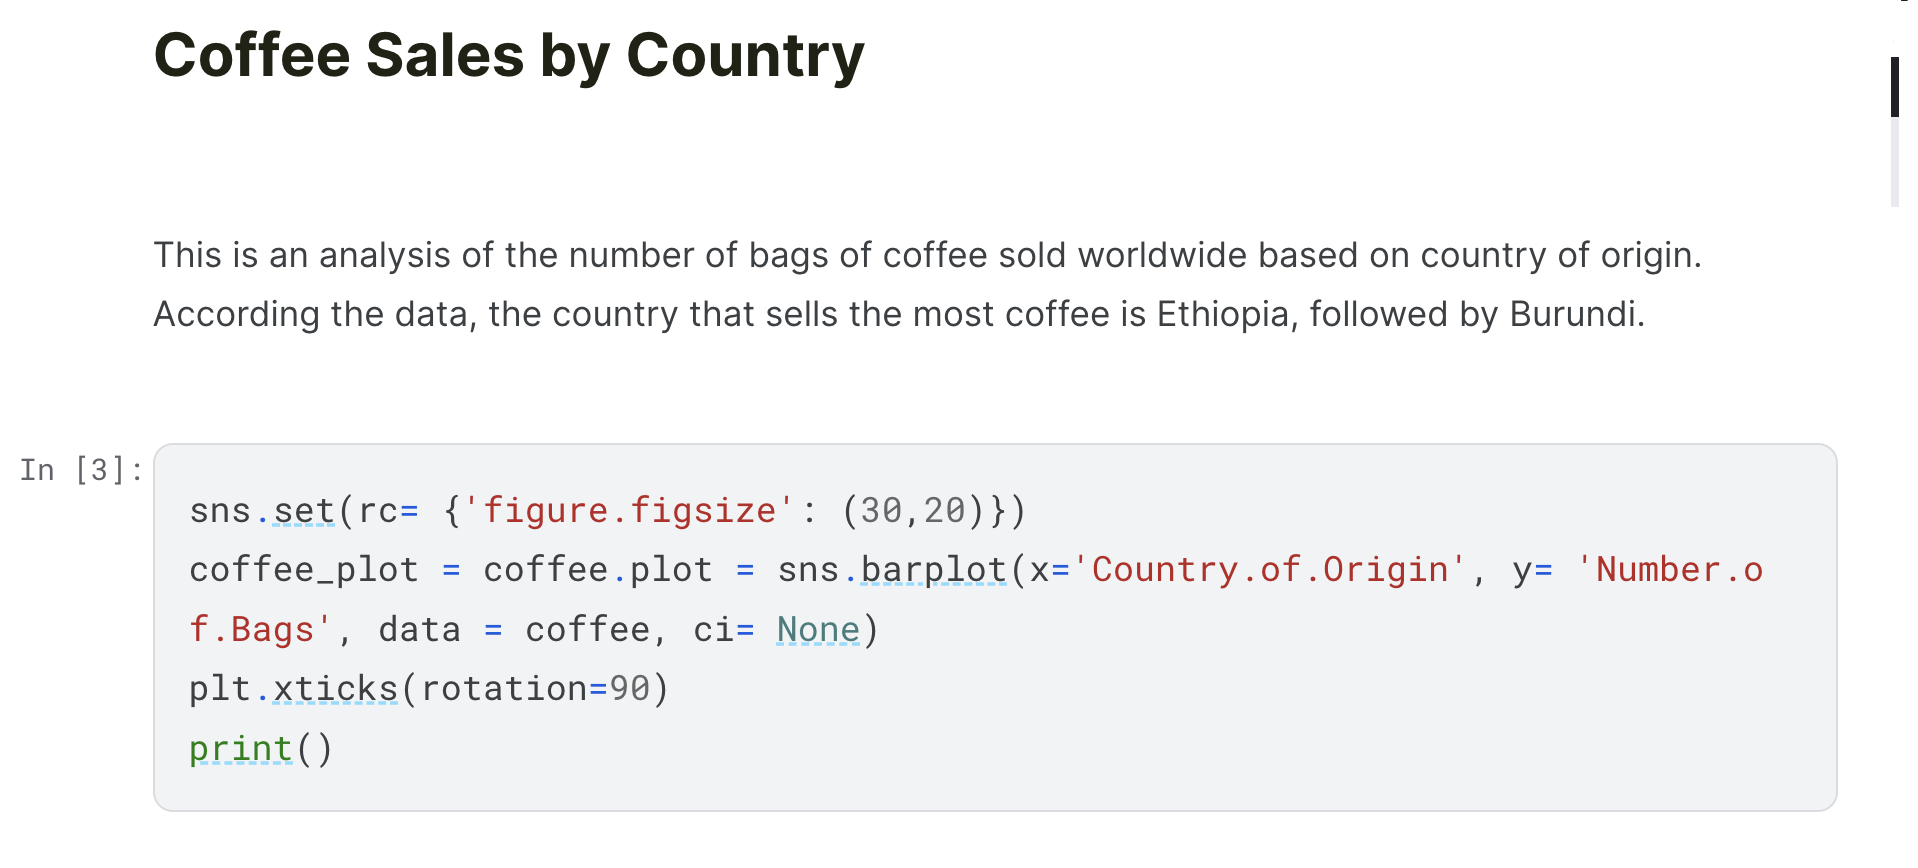 Coffee Sales by Country
This is an analysis of the number of bags of coffee sold worldwide based on country of origin.
According the data, the country that sells the most coffee is Ethiopia, followed by Burundi.
In [3]:
sns.set(rc= {'figure.figsize': (30,20)})
coffee_plot = coffee.plot = sns.barplot(x='Country.of.Origin', y= 'Number.o
f.Bags', data = coffee, ci= None)
plt.xticks(rotation=90)
print()